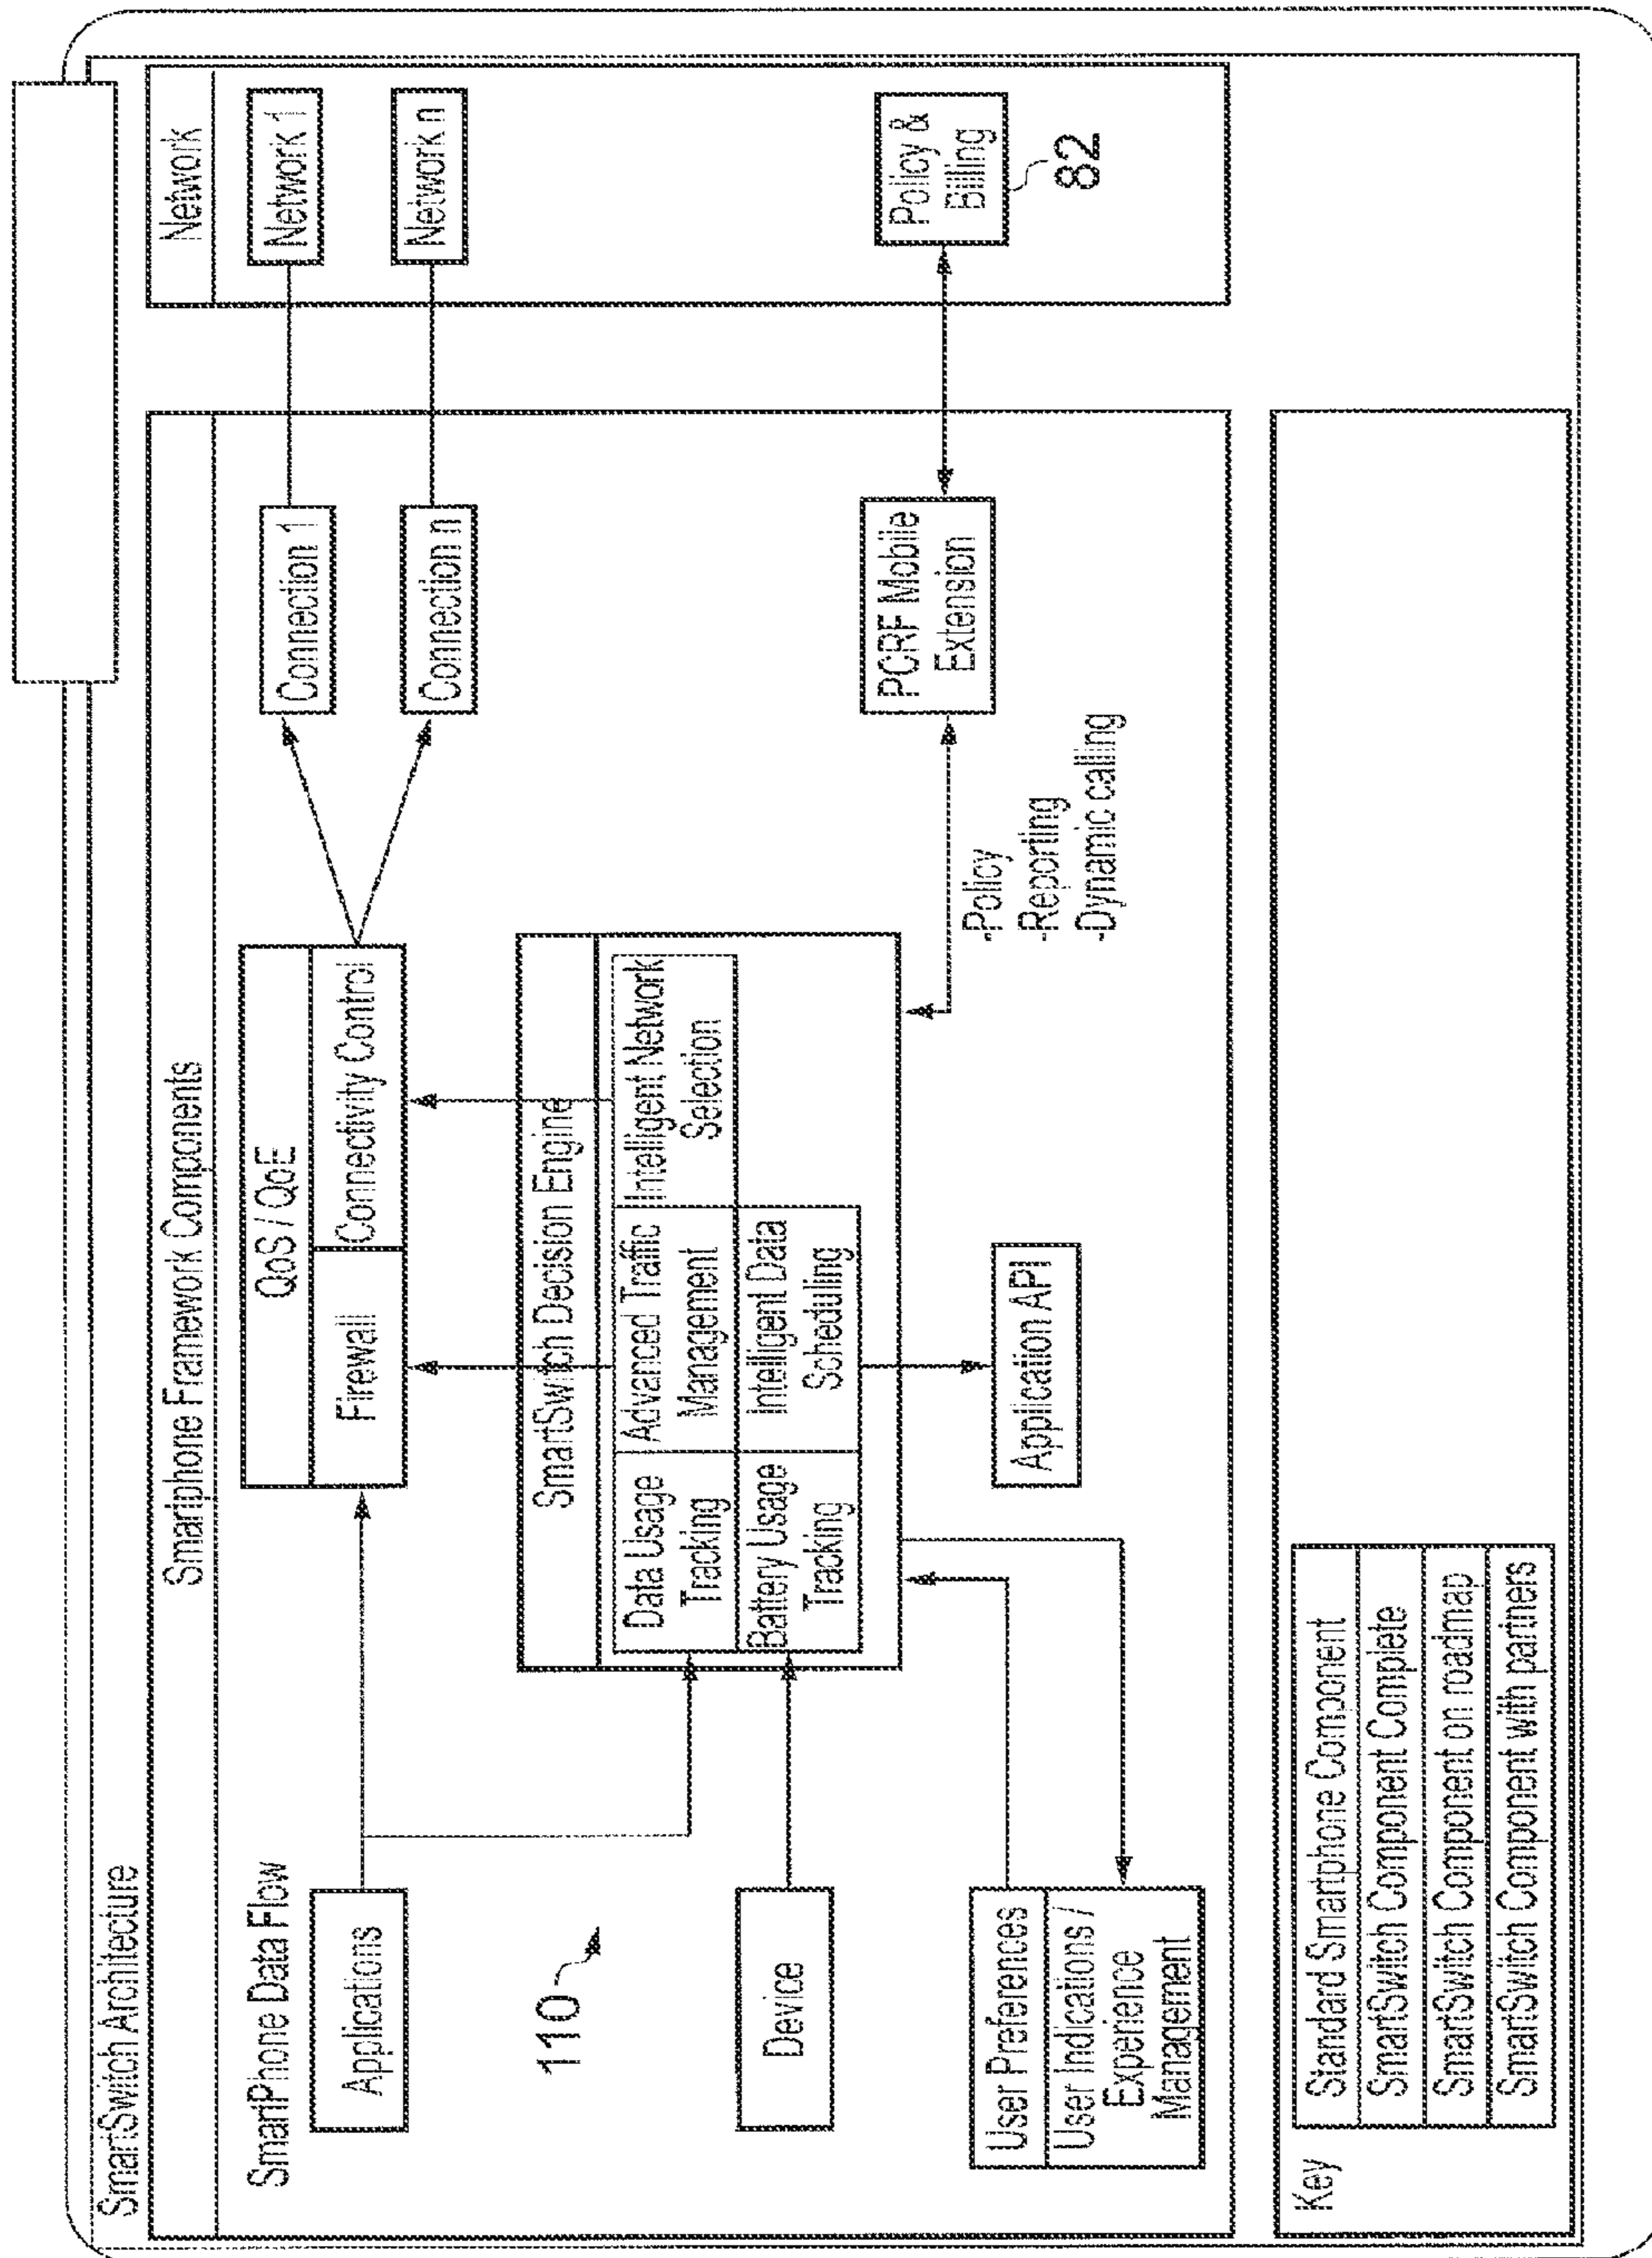 SmartSwitch Architecture
Smartphone Framework Components
Network
SmartPhone Data Flow
Applications
QoS / QoE
Firewall
Connectivity Control
Connection 1
Connection n
Network 1
Network n
110
SmartSwitch Decision Engine
Data Usage
Tracking
Advanced Traffic
Management
Intelligent Network
Selection
Battery Usage
Tracking
Intelligent Data
Scheduling
Device
PCRF Mobile
Extension
Policy &
Billing
82
-Policy
-Reporting
-Dynamic calling
User Preferences
User Indications /
Experience
Management
Application API
Key
Standard Smartphone Component
SmartSwitch Component Complete
SmartSwitch Component on roadmap
SmartSwitch Component with partners